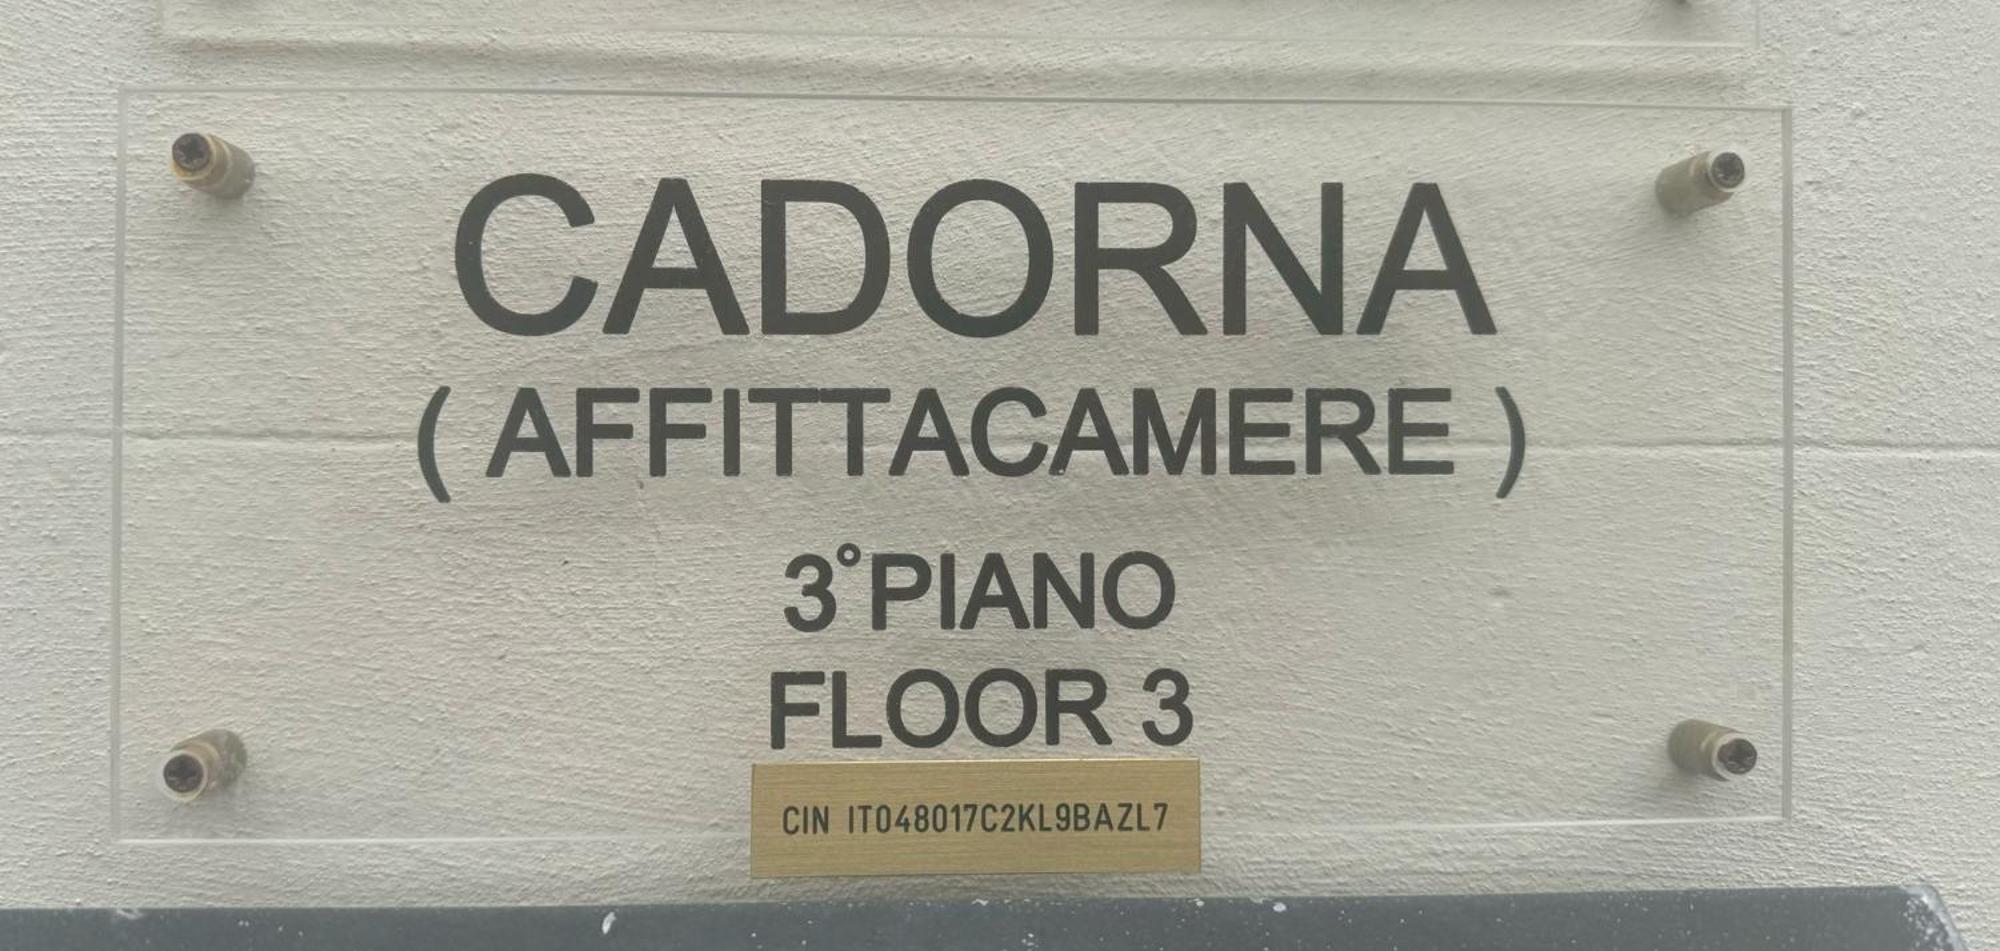 CADORNA
( AFFITTACAMERE )
3°PIANO
FLOOR 3
CIN IT048017C2KL9BAZL7